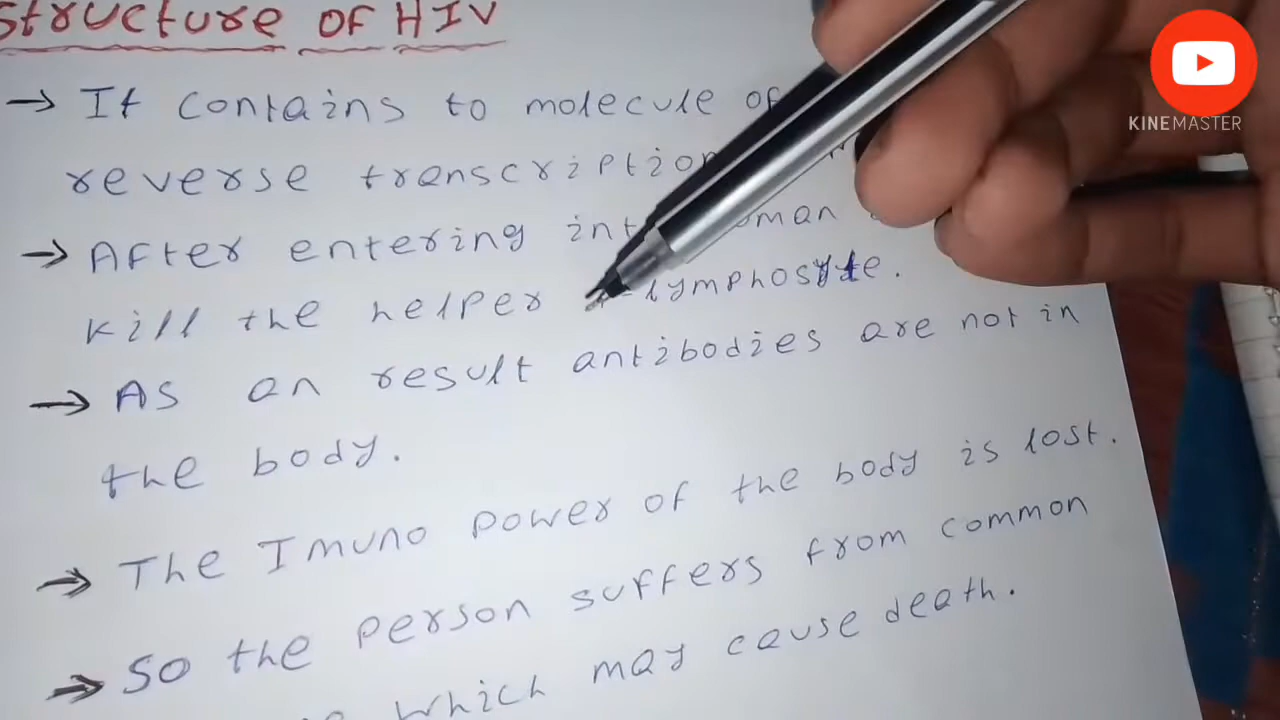 Structure of HIV
→ It contains to molecule of
reverse transcription
→ After entering
kill the helper -lymphosyte.
→ As an result antibodies are not in
the body.
→ The Imuno power of the body is lost.
→ So the person suffers from common
which may cause death.
KINEMASTER